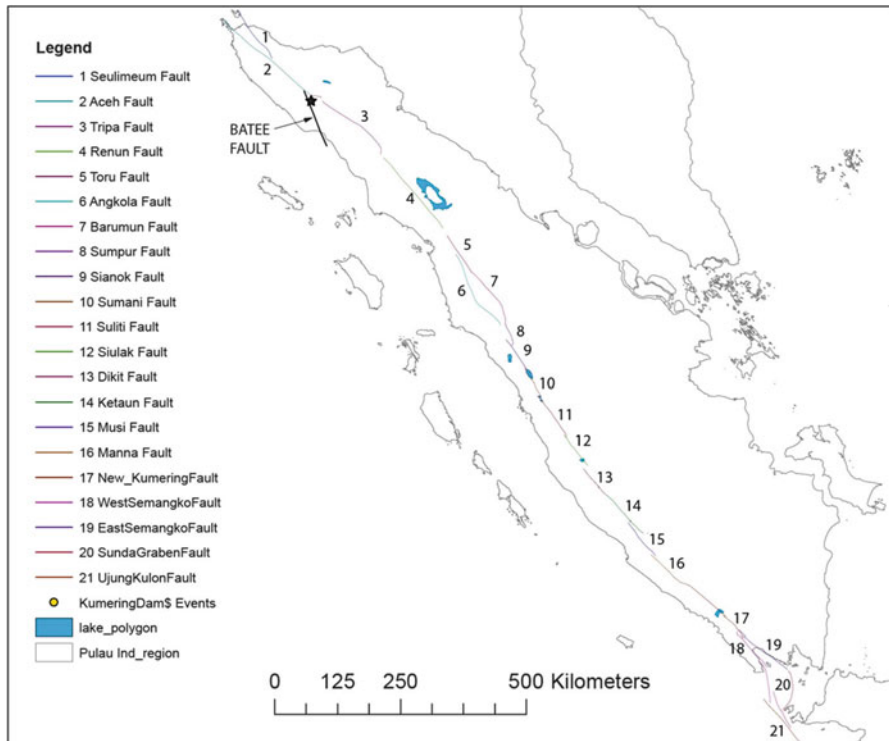 Legend
1 Seulimeum Fault
2 Aceh Fault
3 Tripa Fault
4 Renun Fault
5 Toru Fault
6 Angkola Fault
7 Barumun Fault
8 Sumpur Fault
9 Sianok Fault
10 Sumani Fault
11 Suliti Fault
12 Siulak Fault
13 Dikit Fault
14 Ketaun Fault
15 Musi Fault
16 Manna Fault
17 New_KumeringFault
18 WestSemangkoFault
19 EastSemangkoFault
20 SundaGrabenFault
21 UjungKulonFault
KumeringDam$ Events
lake_polygon
Pulau Ind_region
1
2
BATEE
FAULT
3
4
5
6
7
8
9
10
11
12
13
14
15
16
17
18
19
20
21
0 125 250 500 Kilometers